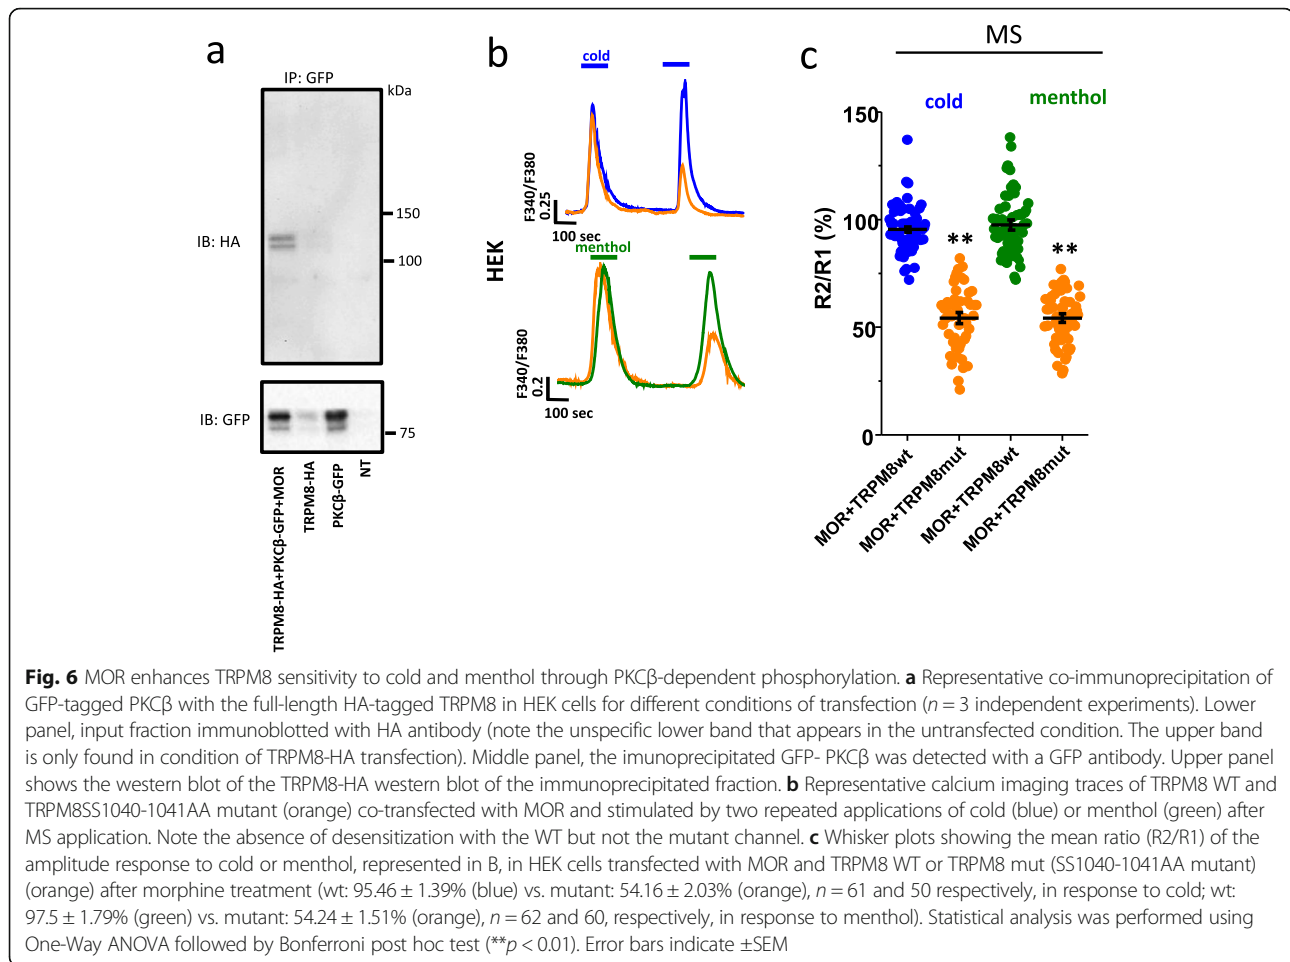 a
IP: GFP
kDa
IB: HA
150
100
IB: GFP
75
TRPM8-HA+PKCβ-GFP+MOR
TRPM8-HA
PKCβ-GFP
NT
b
HEK
cold
F340/F380
0.25
100 sec
menthol
F340/F380
0.2
100 sec
c
MS
cold
menthol
R2/R1 (%)
150
100
50
0
**
**
MOR+TRPM8wt
MOR+TRPM8mut
MOR+TRPM8wt
MOR+TRPM8mut
Fig. 6 MOR enhances TRPM8 sensitivity to cold and menthol through PKCβ-dependent phosphorylation. a Representative co-immunoprecipitation of
GFP-tagged PKCβ with the full-length HA-tagged TRPM8 in HEK cells for different conditions of transfection (n = 3 independent experiments). Lower
panel, input fraction immunoblotted with HA antibody (note the unspecific lower band that appears in the untransfected condition. The upper band
is only found in condition of TRPM8-HA transfection). Middle panel, the imunoprecipitated GFP- PKCβ was detected with a GFP antibody. Upper panel
shows the western blot of the TRPM8-HA western blot of the immunoprecipitated fraction. b Representative calcium imaging traces of TRPM8 WT and
TRPM8SS1040-1041AA mutant (orange) co-transfected with MOR and stimulated by two repeated applications of cold (blue) or menthol (green) after
MS application. Note the absence of desensitization with the WT but not the mutant channel. c Whisker plots showing the mean ratio (R2/R1) of the
amplitude response to cold or menthol, represented in B, in HEK cells transfected with MOR and TRPM8 WT or TRPM8 mut (SS1040-1041AA mutant)
(orange) after morphine treatment (wt: 95.46 ± 1.39% (blue) vs. mutant: 54.16 ± 2.03% (orange), n = 61 and 50 respectively, in response to cold; wt:
97.5 ± 1.79% (green) vs. mutant: 54.24 ± 1.51% (orange), n = 62 and 60, respectively, in response to menthol). Statistical analysis was performed using
One-Way ANOVA followed by Bonferroni post hoc test (**p < 0.01). Error bars indicate ±SEM